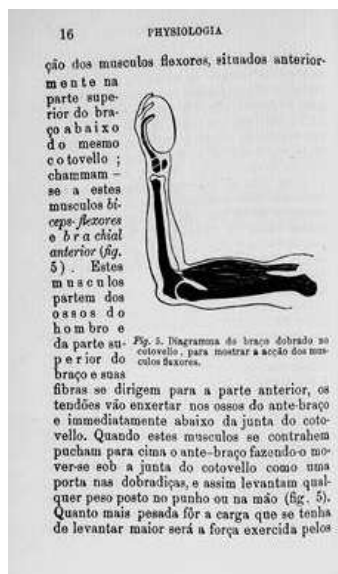 16 PHYSIOLOGIA
ção dos musculos flexores, situados anterior-
mente na
parte supe-
rior do bra-
ço abaixo
do mesmo
cotovello ;
chammam-
se a estes
musculos bi-
ceps-flexores
e brachial
anterior (fig.
5). Estes
musculos
partem dos
ossos do
hombro e
da parte su-
perior do
braço e suas
Fig. 5. Diagramma do braço dobrado no
cotovello, para mostrar a acção dos mus-
culos flexores.
fibras se dirigem para a parte anterior, os
tendões vão enxertar nos ossos do ante-braço
e immediatamente abaixo da junta do coto-
vello. Quando estes musculos se contrahem
pucham para cima o ante-braço fazendo-o mo-
ver-se sob a junta do cotovello como uma
porta nas dobradiças, e assim levantam qual-
quer peso posto no punho ou na mão (fig. 5).
Quanto mais pesada fôr a carga que se tenha
de levantar maior será a força exercida pelos